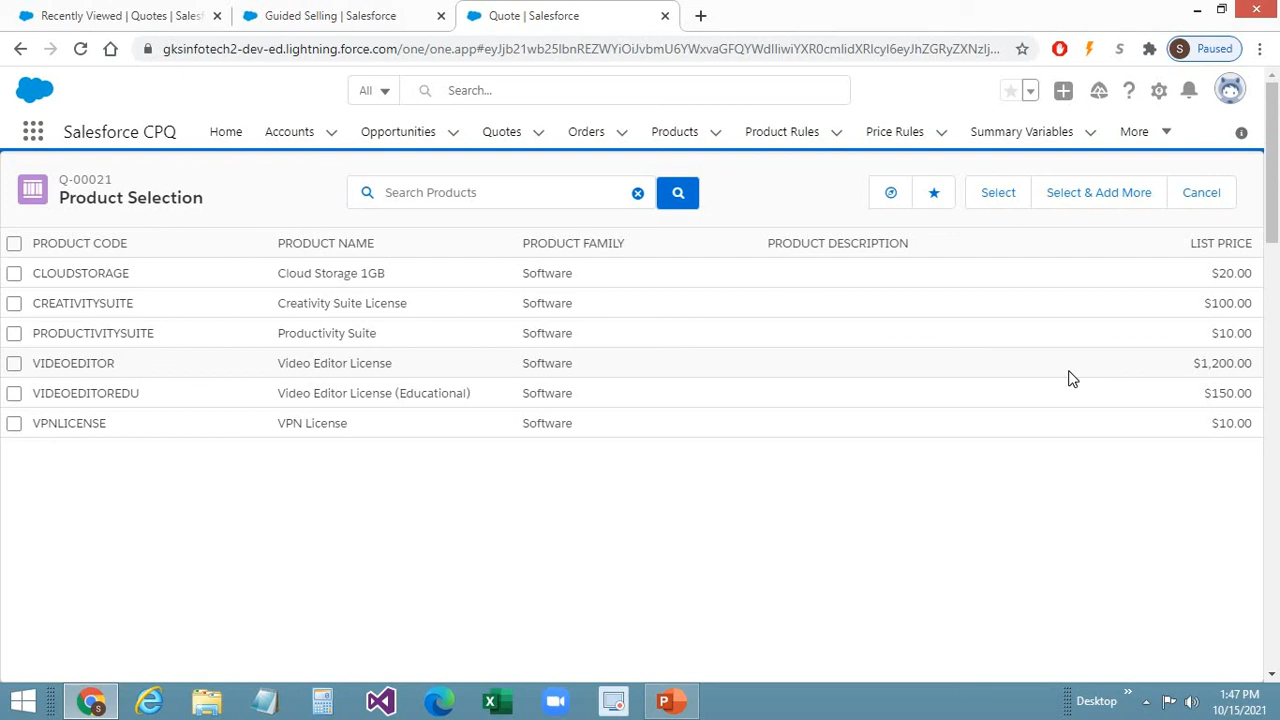 Recently Viewed | Quotes | Salesf
Guided Selling | Salesforce
Quote | Salesforce
gksinfotech2-dev-ed.lightning.force.com
S Paused
All Search...
Salesforce CPQ Home Accounts Opportunities Quotes Orders Products Product Rules Price Rules Summary Variables More
Q-00021
Product Selection
Search Products
Select Select & Add More Cancel
PRODUCT CODE PRODUCT NAME PRODUCT FAMILY PRODUCT DESCRIPTION LIST PRICE
CLOUDSTORAGE Cloud Storage 1GB Software $20.00
CREATIVITYSUITE Creativity Suite License Software $100.00
PRODUCTIVITYSUITE Productivity Suite Software $10.00
VIDEOEDITOR Video Editor License Software $1,200.00
VIDEOEDITOREDU Video Editor License (Educational) Software $150.00
VPNLICENSE VPN License Software $10.00
Desktop
1:47 PM
10/15/2021